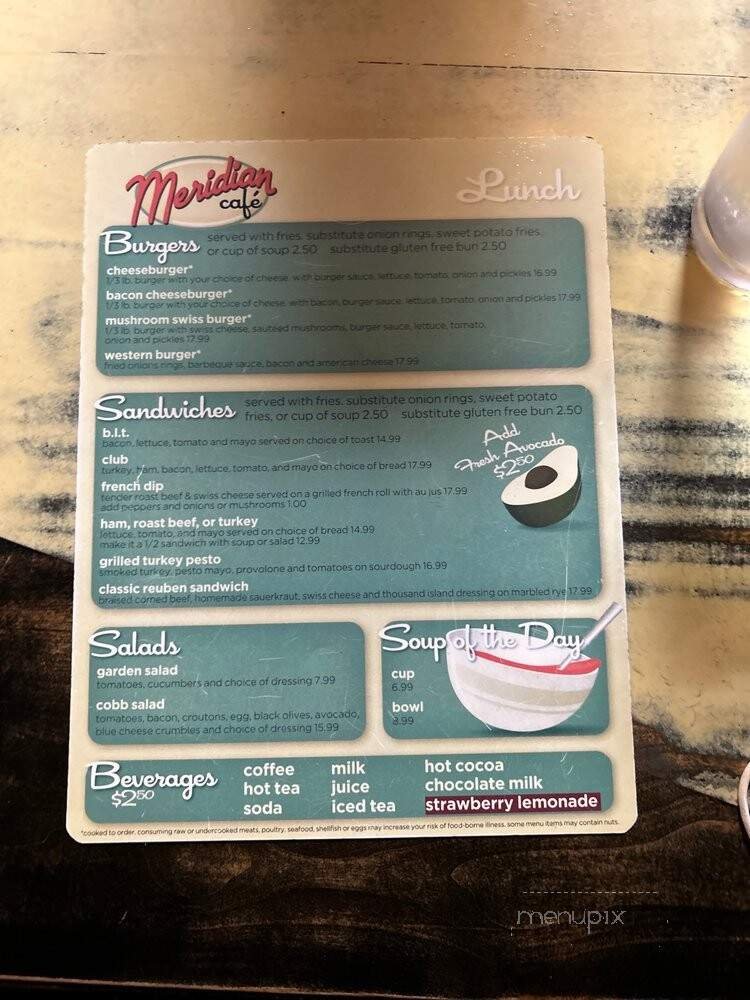 Meridian
café
Lunch
Burgers served with fries. substitute onion rings, sweet potato fries,
or cup of soup 2.50 substitute gluten free bun 2.50
cheeseburger*
1/3 lb. burger with your choice of cheese, with burger sauce, lettuce, tomato, onion and pickles 16.99
bacon cheeseburger*
1/3 lb. burger with your choice of cheese, with bacon, burger sauce, lettuce, tomato, onion and pickles 17.99
mushroom swiss burger*
1/3 lb. burger with swiss cheese, sauteed mushrooms, burger sauce, lettuce, tomato,
onion and pickles 17.99
western burger*
fried onions rings, barbeque sauce, bacon and american cheese 17.99
Sandwiches served with fries. substitute onion rings, sweet potato
fries, or cup of soup 2.50 substitute gluten free bun 2.50
b.l.t.
bacon, lettuce, tomato and mayo served on choice of toast 14.99
club
turkey, ham, bacon, lettuce, tomato, and mayo on choice of bread 17.99
french dip
tender roast beef & swiss cheese served on a grilled french roll with au jus 17.99
add peppers and onions or mushrooms 1.00
ham, roast beef, or turkey
lettuce, tomato, and mayo served on choice of bread 14.99
make it a 1/2 sandwich with soup or salad 12.99
grilled turkey pesto
smoked turkey, pesto mayo, provolone and tomatoes on sourdough 16.99
classic reuben sandwich
braised corned beef, homemade sauerkraut, swiss cheese and thousand island dressing on marbled rye 17.99
Add
Fresh Avocado
$2.50
Salads
garden salad
tomatoes, cucumbers and choice of dressing 7.99
cobb salad
tomatoes, bacon, croutons, egg, black olives, avocado,
blue cheese crumbles and choice of dressing 15.99
Soup of the Day
cup
6.99
bowl
8.99
Beverages
$2.50
coffee
hot tea
soda
milk
juice
iced tea
hot cocoa
chocolate milk
strawberry lemonade
*cooked to order. consuming raw or undercooked meats, poultry, seafood, shellfish or eggs may increase your risk of food-borne illness. some menu items may contain nuts.
menupix